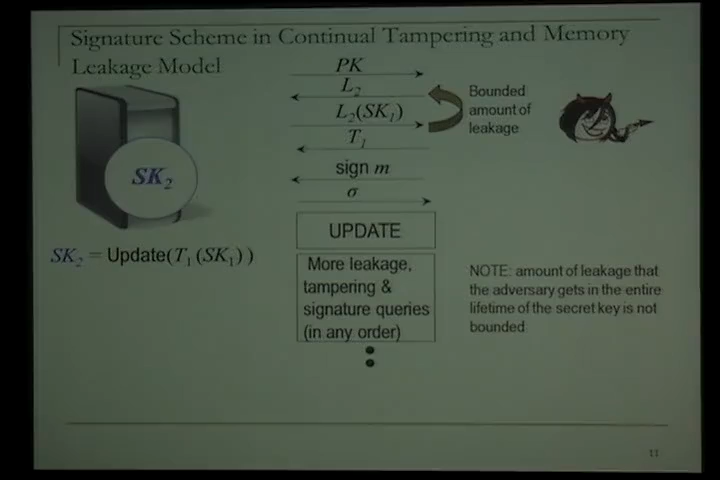 Signature Scheme in Continual Tampering and Memory
Leakage Model
PK
L₂
L₂(SK₁)
T₁
sign m
σ
Bounded
amount of
leakage
SK₂
UPDATE
SK₂ = Update(T₁(SK₁))
More leakage,
tampering &
signature queries
(in any order)
NOTE: amount of leakage that
the adversary gets in the entire
lifetime of the secret key is not
bounded
11